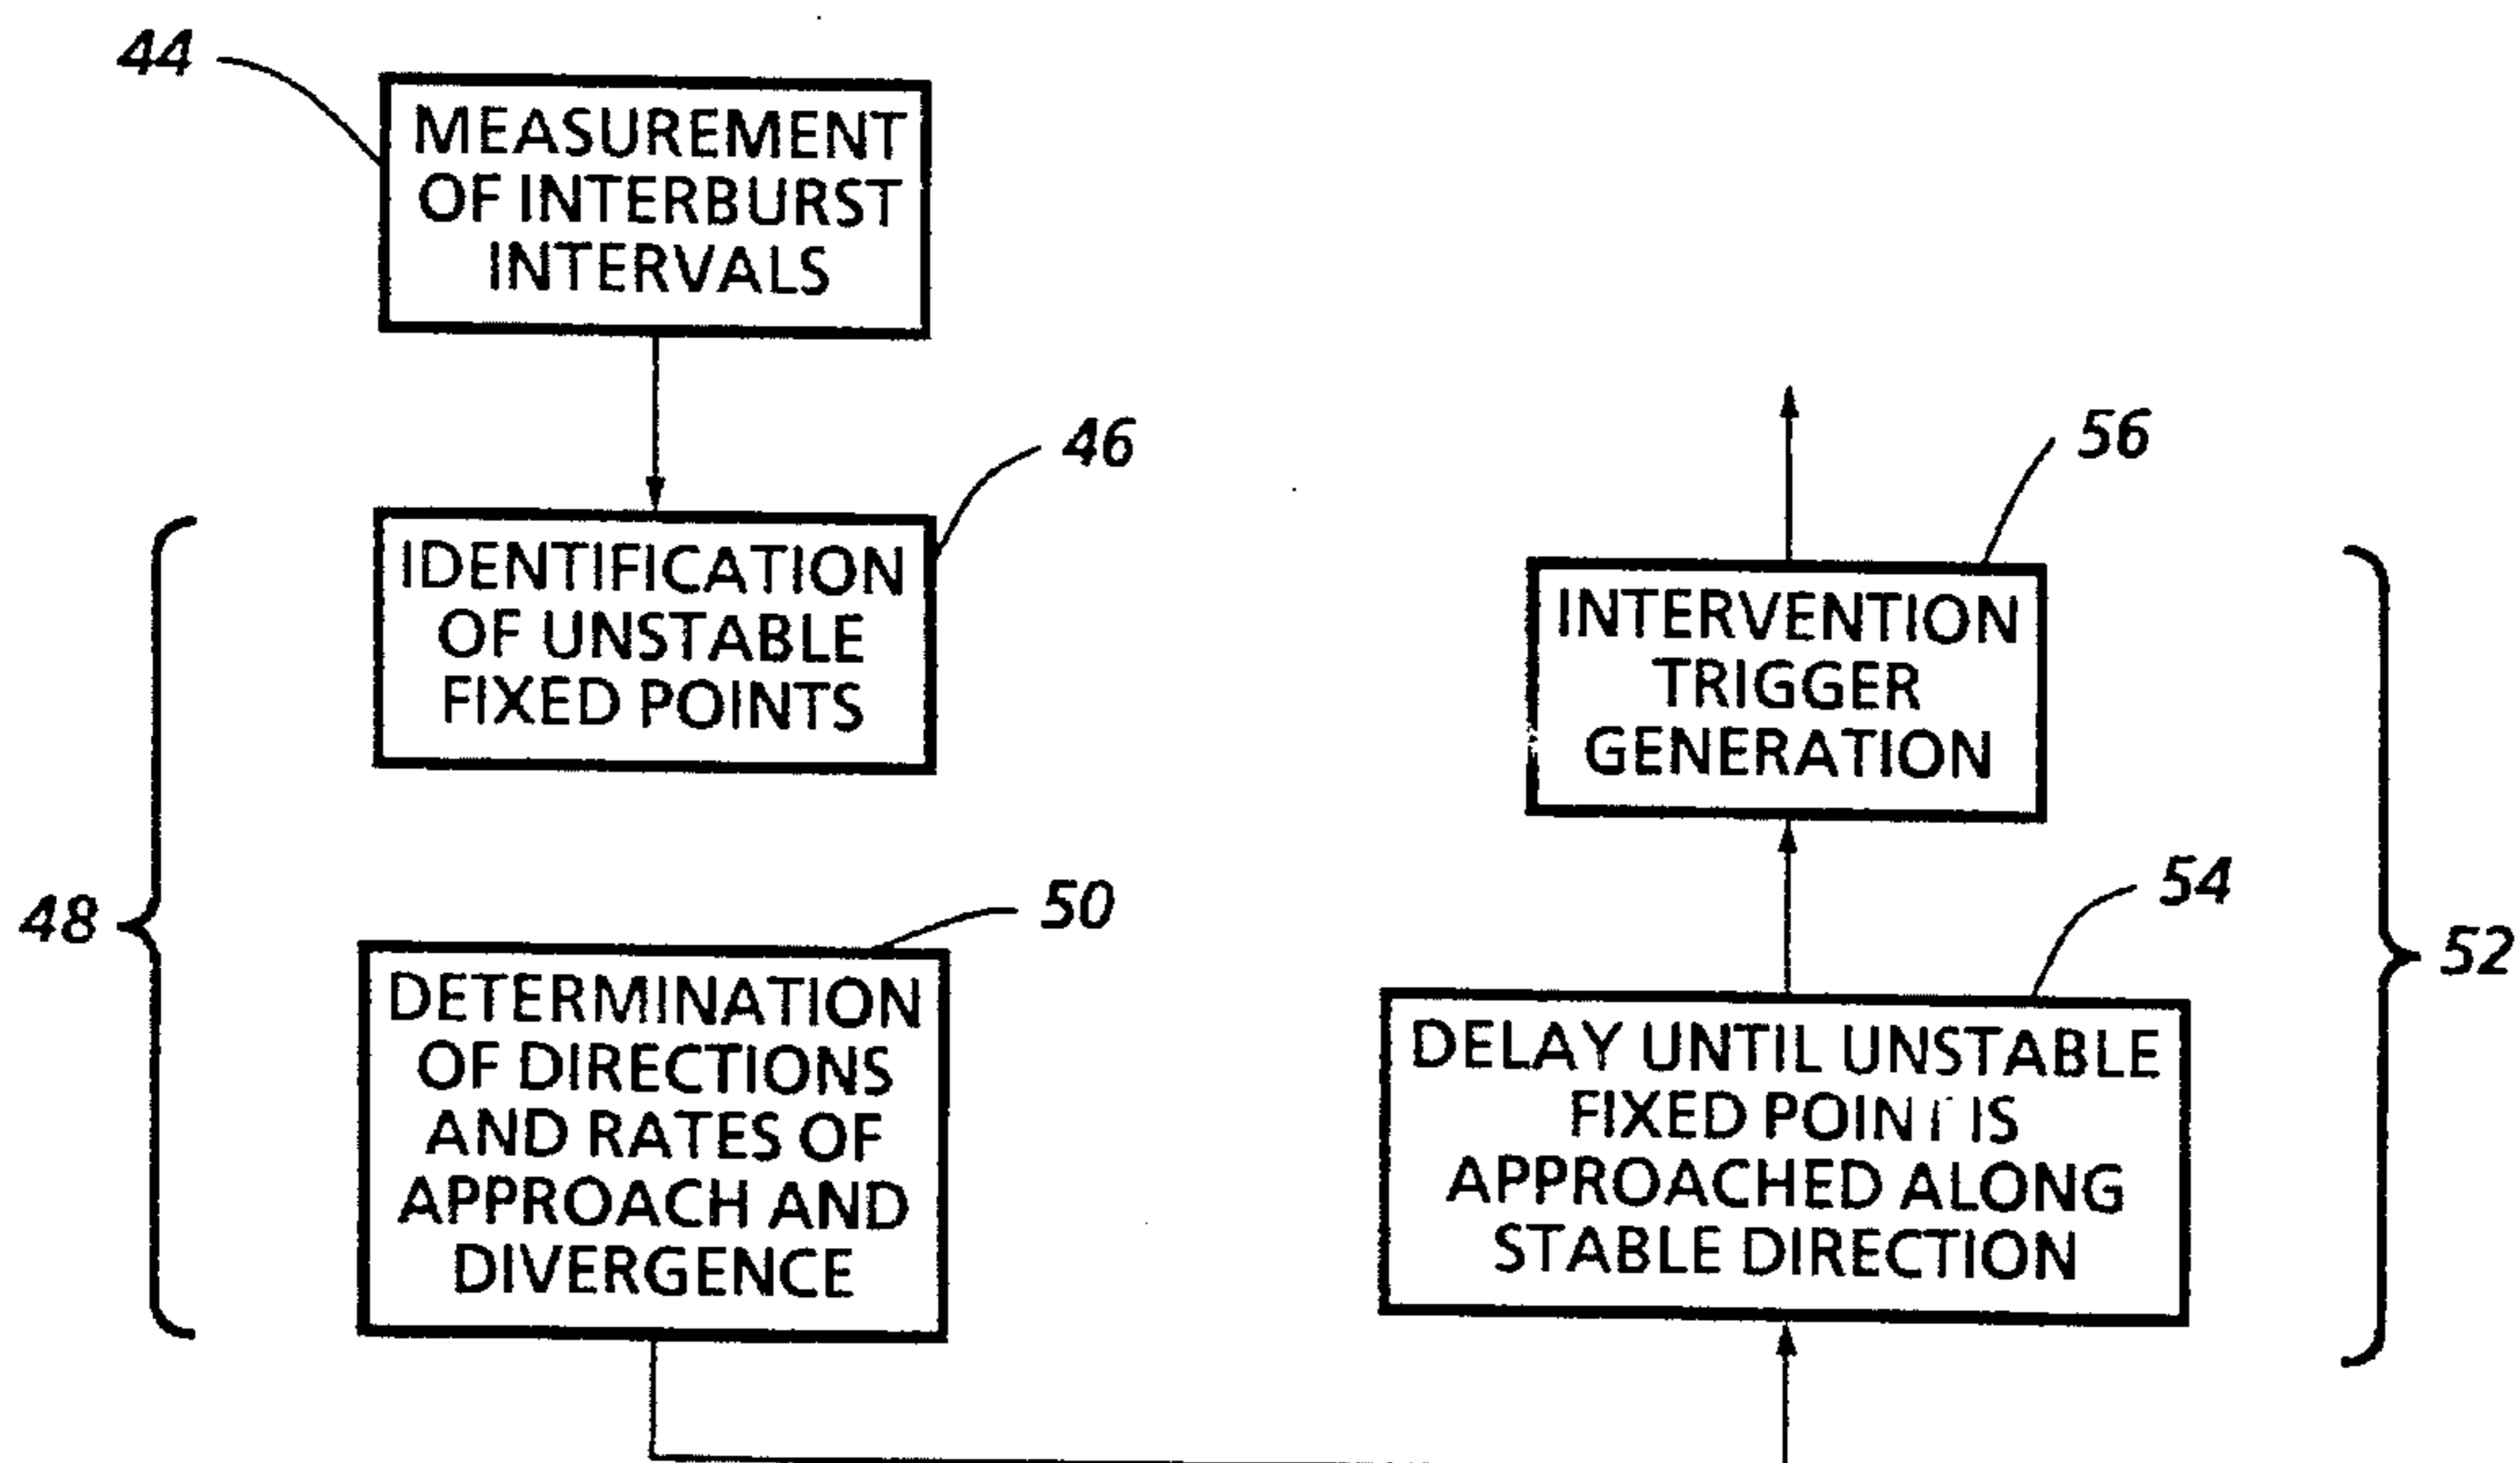 44
MEASUREMENT
OF INTERBURST
INTERVALS
46
IDENTIFICATION
OF UNSTABLE
FIXED POINTS
48
50
DETERMINATION
OF DIRECTIONS
AND RATES OF
APPROACH AND
DIVERGENCE
56
INTERVENTION
TRIGGER
GENERATION
54
DELAY UNTIL UNSTABLE
FIXED POINT IS
APPROACHED ALONG
STABLE DIRECTION
52